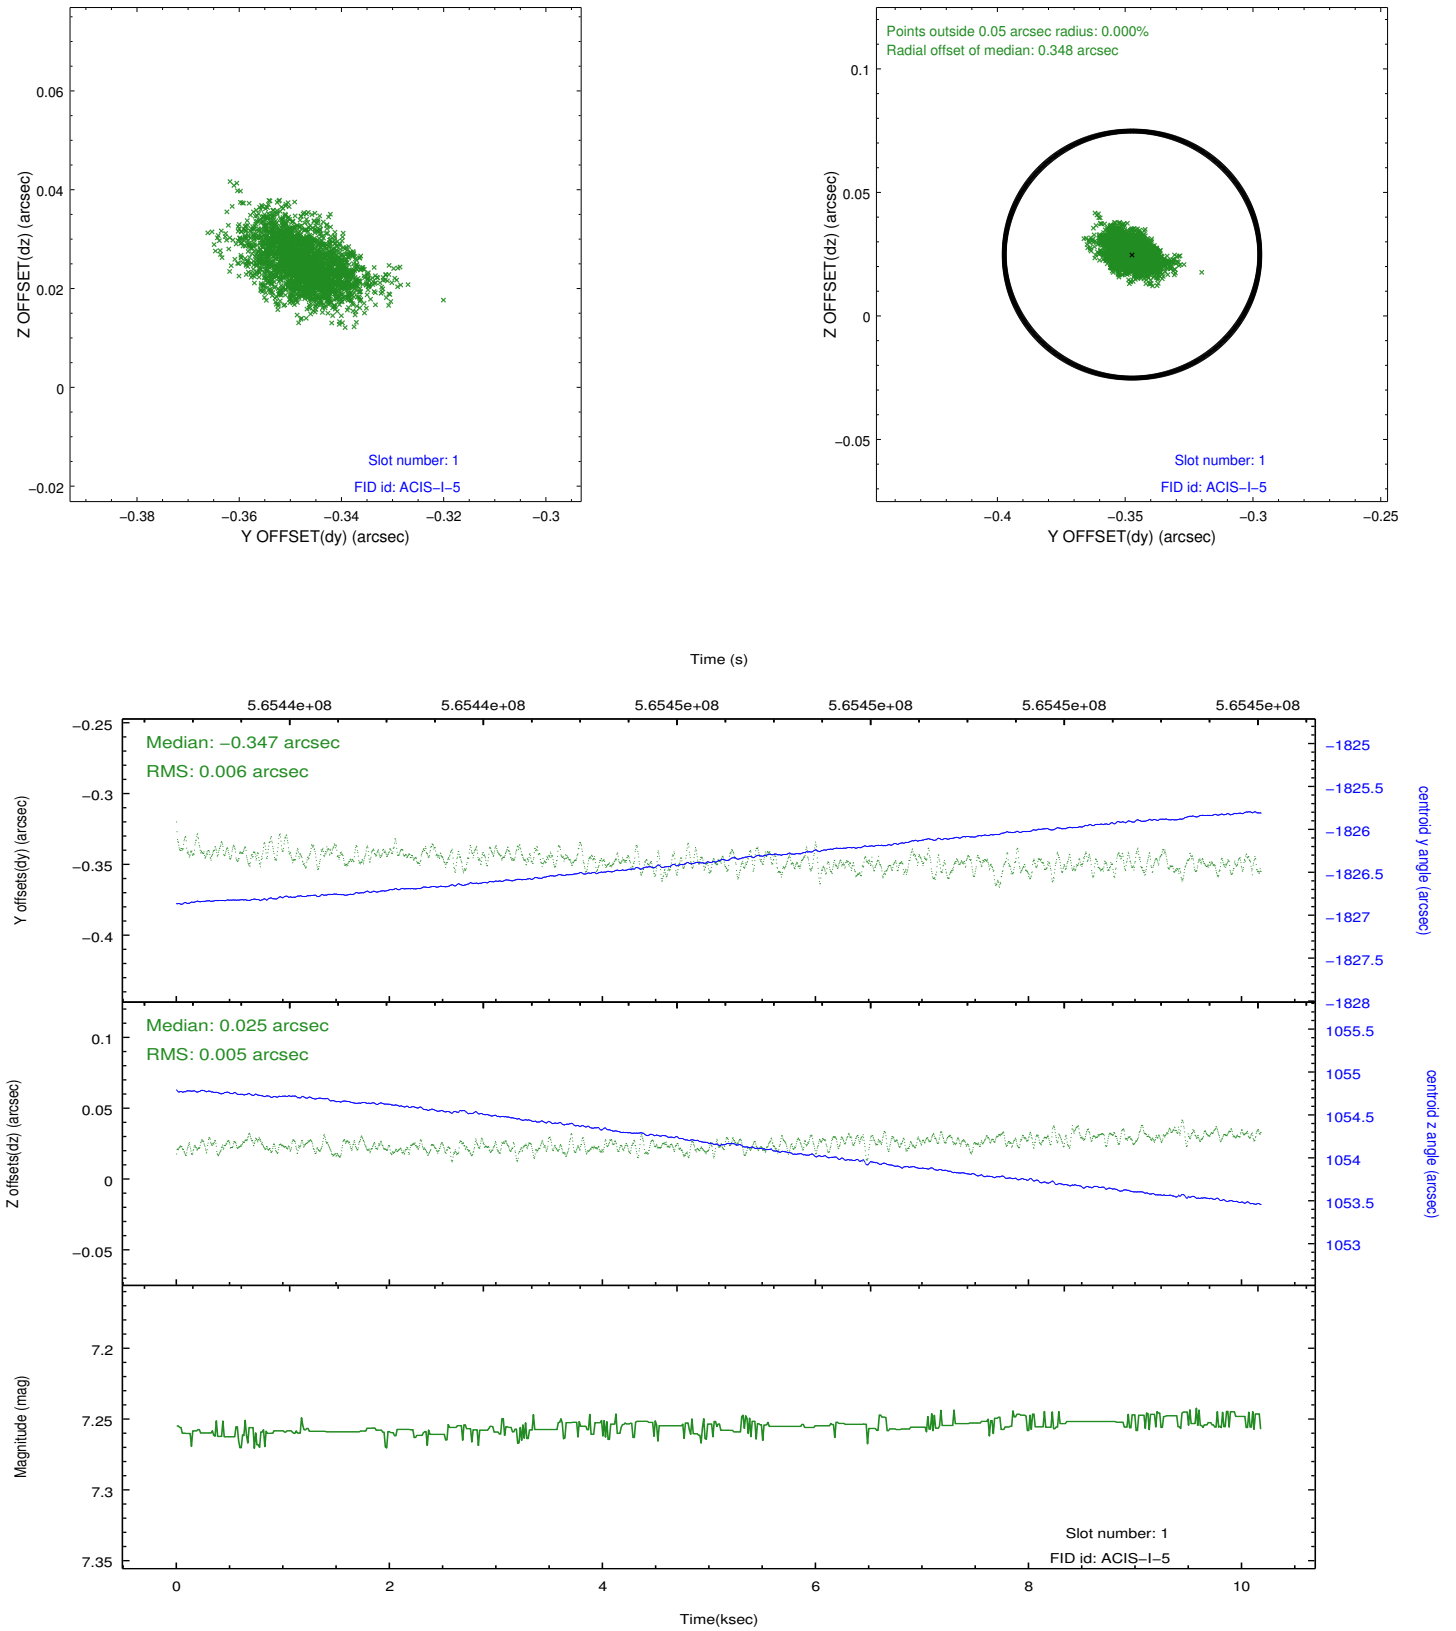 0.06
0.04
0.02
0
−0.02
Z OFFSET(dz) (arcsec)
Slot number: 1
FID id: ACIS−I−5
−0.38
−0.36
−0.34
−0.32
−0.3
Y OFFSET(dy) (arcsec)
Points outside 0.05 arcsec radius: 0.000%
Radial offset of median: 0.348 arcsec
0.1
0.05
0
−0.05
Z OFFSET(dz) (arcsec)
Slot number: 1
FID id: ACIS−I−5
−0.4
−0.35
−0.3
−0.25
Y OFFSET(dy) (arcsec)
Time (s)
5.6544e+08
5.6544e+08
5.6545e+08
5.6545e+08
5.6545e+08
5.6545e+08
Median: −0.347 arcsec
RMS: 0.006 arcsec
−0.25
−0.3
−0.35
−0.4
Y offsets(dy) (arcsec)
−1825
−1825.5
−1826
−1826.5
−1827
−1827.5
−1828
centroid y angle (arcsec)
Median: 0.025 arcsec
RMS: 0.005 arcsec
0.1
0.05
0
−0.05
Z offsets(dz) (arcsec)
1055.5
1055
1054.5
1054
1053.5
1053
centroid z angle (arcsec)
7.2
7.25
7.3
7.35
Magnitude (mag)
Slot number: 1
FID id: ACIS−I−5
0
2
4
6
8
10
Time(ksec)